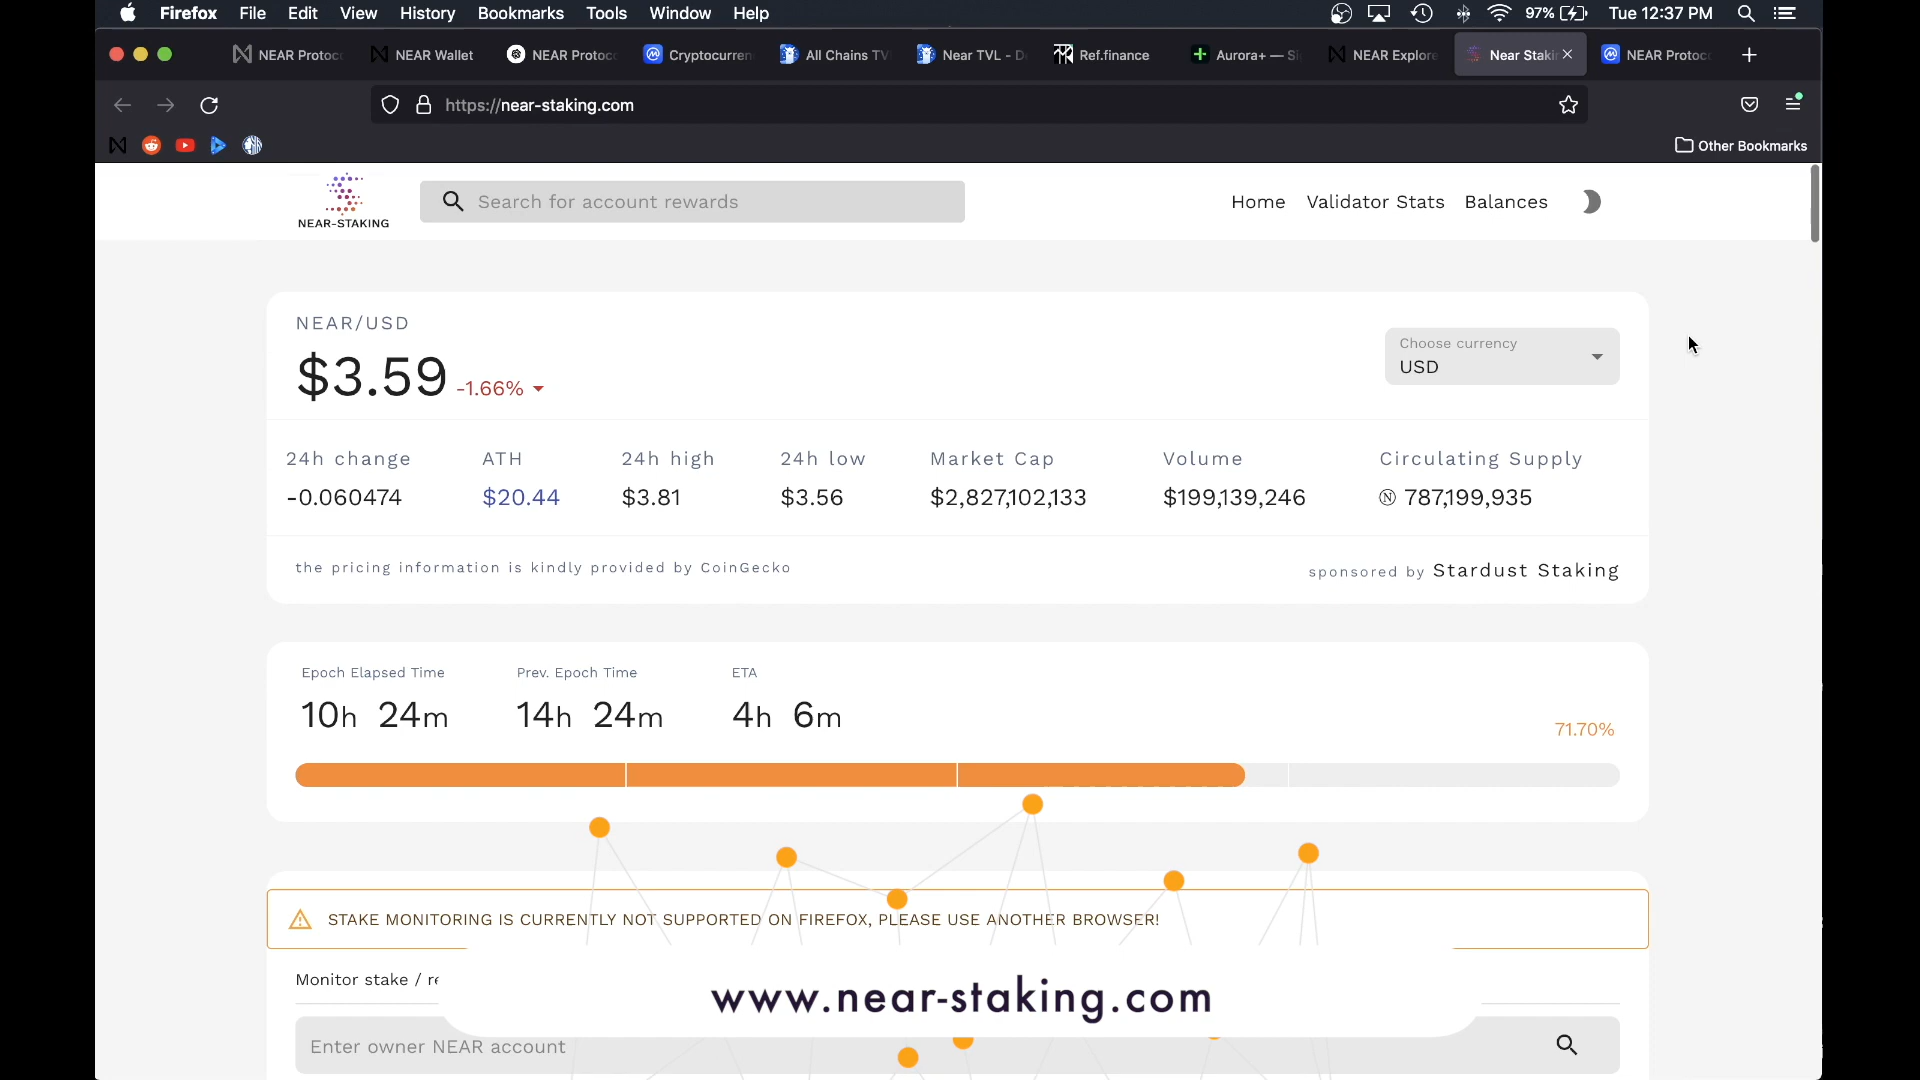 Firefox File Edit View History Bookmarks Tools Window Help 97% Tue 12:37 PM
NEAR Protoc NEAR Wallet NEAR Protoc Cryptocurren All Chains TV Near TVL - D Ref.finance Aurora+ — Si NEAR Explore Near Staki NEAR Protoc
https://near-staking.com
Other Bookmarks
NEAR-STAKING
Search for account rewards
Home Validator Stats Balances
NEAR/USD
$3.59 -1.66%
Choose currency
USD
24h change ATH 24h high 24h low Market Cap Volume Circulating Supply
-0.060474 $20.44 $3.81 $3.56 $2,827,102,133 $199,139,246 Ⓝ 787,199,935
the pricing information is kindly provided by CoinGecko
sponsored by Stardust Staking
Epoch Elapsed Time Prev. Epoch Time ETA
10h 24m 14h 24m 4h 6m
71.70%
STAKE MONITORING IS CURRENTLY NOT SUPPORTED ON FIREFOX, PLEASE USE ANOTHER BROWSER!
Monitor stake / re
www.near-staking.com
Enter owner NEAR account